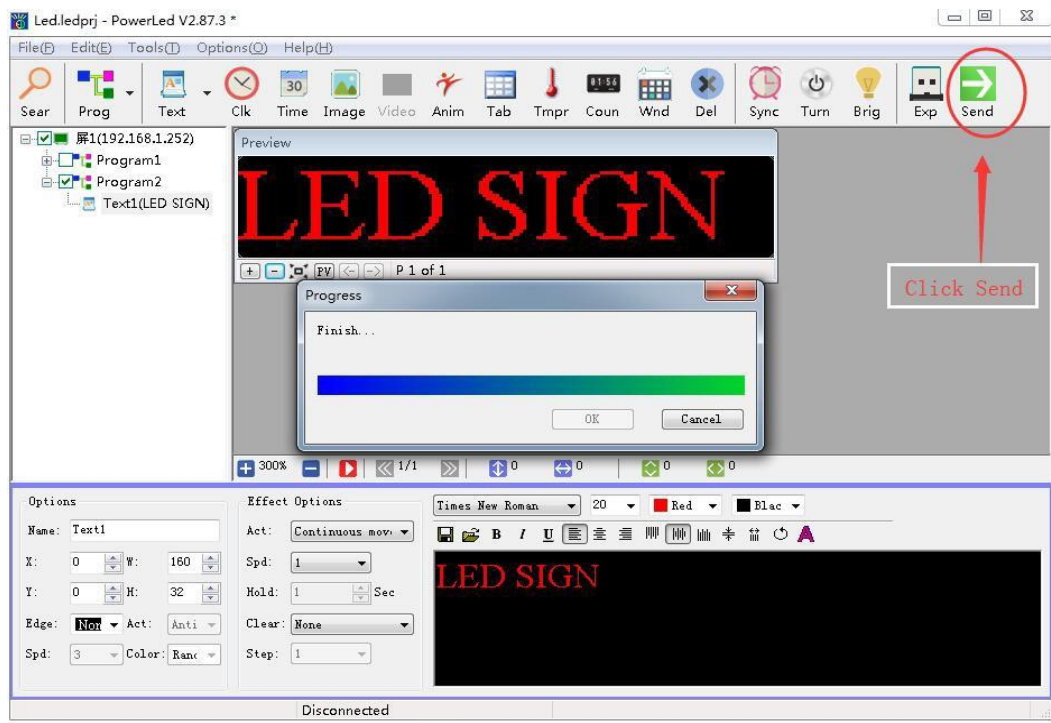 Led.ledprj - PowerLed V2.87.3 *
File(F) Edit(E) Tools(T) Options(O) Help(H)
Sear Prog Text Clk Time Image Video Anim Tab Tmpr Coun Wnd Del Sync Turn Brig Exp Send
30
01:56
屏1(192.168.1.252)
Program1
Program2
Text1(LED SIGN)
Preview
LED SIGN
PV P 1 of 1
Click Send
Progress
Finish...
OK Cancel
300% 1/1 0 0 0 0
Options
Name: Text1
X: 0 W: 160
Y: 0 H: 32
Edge: Non Act: Anti
Spd: 3 Color: Ranc
Effect Options
Act: Continuous mov
Spd: 1
Hold: 1 Sec
Clear: None
Step: 1
Times New Roman 20 Red Blac
B I U A
LED SIGN
Disconnected